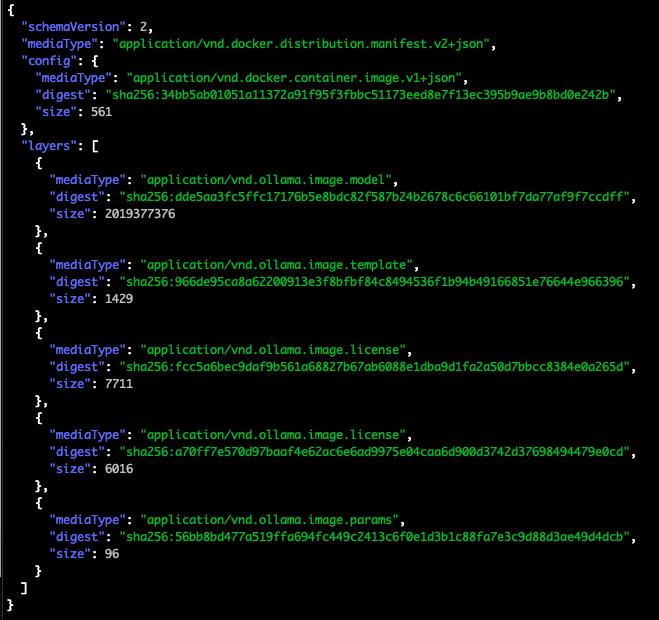 {
  "schemaVersion": 2,
  "mediaType": "application/vnd.docker.distribution.manifest.v2+json",
  "config": {
    "mediaType": "application/vnd.docker.container.image.v1+json",
    "digest": "sha256:34bb5ab01051a11372a91f95f3fbbc51173eed8e7f13ec395b9ae9b8bd0e242b",
    "size": 561
  },
  "layers": [
    {
      "mediaType": "application/vnd.ollama.image.model",
      "digest": "sha256:dde5aa3fc5ffc17176b5e8bdc82f587b24b2678c6c66101bf7da77af9f7ccdff",
      "size": 2019377376
    },
    {
      "mediaType": "application/vnd.ollama.image.template",
      "digest": "sha256:966de95ca8a62200913e3f8bfbf84c8494536f1b94b49166851e76644e966396",
      "size": 1429
    },
    {
      "mediaType": "application/vnd.ollama.image.license",
      "digest": "sha256:fcc5a6bec9daf9b561a68827b67ab6088e1dba9d1fa2a50d7bbcc8384e0a265d",
      "size": 7711
    },
    {
      "mediaType": "application/vnd.ollama.image.license",
      "digest": "sha256:a70ff7e570d97baaf4e62ac6e6ad9975e04caa6d900d3742d37698494479e0cd",
      "size": 6016
    },
    {
      "mediaType": "application/vnd.ollama.image.params",
      "digest": "sha256:56bb8bd477a519ffa694fc449c2413c6f0e1d3b1c88fa7e3c9d88d3ae49d4dcb",
      "size": 96
    }
  ]
}